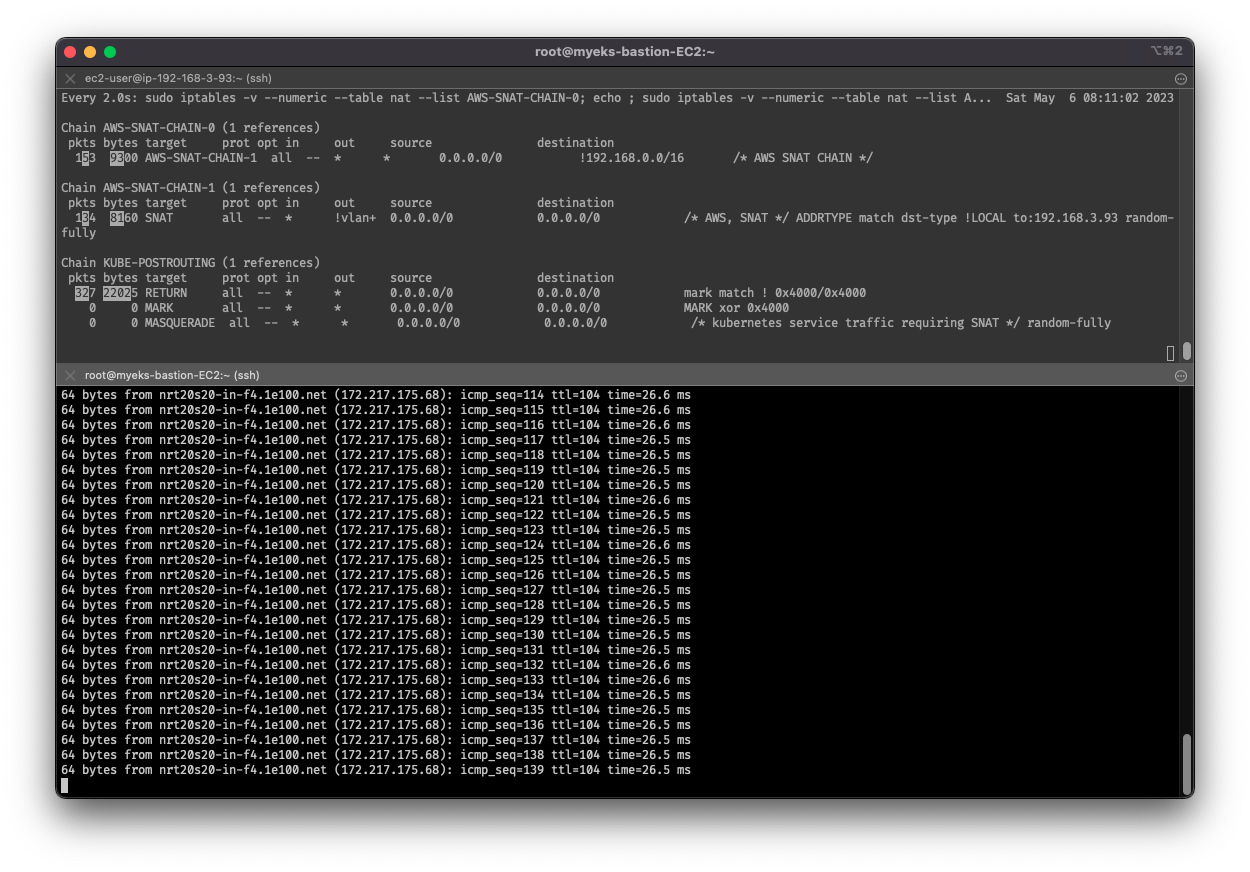 root@myeks-bastion-EC2:~
⌥⌘2
ec2-user@ip-192-168-3-93:~ (ssh)
Every 2.0s: sudo iptables -v --numeric --table nat --list AWS-SNAT-CHAIN-0; echo ; sudo iptables -v --numeric --table nat --list A...  Sat May  6 08:11:02 2023
Chain AWS-SNAT-CHAIN-0 (1 references)
pkts bytes target     prot opt in     out     source               destination
153  9300 AWS-SNAT-CHAIN-1  all  --  *      *       0.0.0.0/0           !192.168.0.0/16       /* AWS SNAT CHAIN */
Chain AWS-SNAT-CHAIN-1 (1 references)
pkts bytes target     prot opt in     out     source               destination
134  8160 SNAT       all  --  *      !vlan+  0.0.0.0/0            0.0.0.0/0            /* AWS, SNAT */ ADDRTYPE match dst-type !LOCAL to:192.168.3.93 random-
fully
Chain KUBE-POSTROUTING (1 references)
pkts bytes target     prot opt in     out     source               destination
327 22025 RETURN     all  --  *      *       0.0.0.0/0            0.0.0.0/0            mark match ! 0x4000/0x4000
0     0 MARK       all  --  *      *       0.0.0.0/0            0.0.0.0/0            MARK xor 0x4000
0     0 MASQUERADE  all  --  *      *       0.0.0.0/0            0.0.0.0/0            /* kubernetes service traffic requiring SNAT */ random-fully
root@myeks-bastion-EC2:~ (ssh)
64 bytes from nrt20s20-in-f4.1e100.net (172.217.175.68): icmp_seq=114 ttl=104 time=26.6 ms
64 bytes from nrt20s20-in-f4.1e100.net (172.217.175.68): icmp_seq=115 ttl=104 time=26.6 ms
64 bytes from nrt20s20-in-f4.1e100.net (172.217.175.68): icmp_seq=116 ttl=104 time=26.6 ms
64 bytes from nrt20s20-in-f4.1e100.net (172.217.175.68): icmp_seq=117 ttl=104 time=26.5 ms
64 bytes from nrt20s20-in-f4.1e100.net (172.217.175.68): icmp_seq=118 ttl=104 time=26.5 ms
64 bytes from nrt20s20-in-f4.1e100.net (172.217.175.68): icmp_seq=119 ttl=104 time=26.5 ms
64 bytes from nrt20s20-in-f4.1e100.net (172.217.175.68): icmp_seq=120 ttl=104 time=26.5 ms
64 bytes from nrt20s20-in-f4.1e100.net (172.217.175.68): icmp_seq=121 ttl=104 time=26.6 ms
64 bytes from nrt20s20-in-f4.1e100.net (172.217.175.68): icmp_seq=122 ttl=104 time=26.5 ms
64 bytes from nrt20s20-in-f4.1e100.net (172.217.175.68): icmp_seq=123 ttl=104 time=26.5 ms
64 bytes from nrt20s20-in-f4.1e100.net (172.217.175.68): icmp_seq=124 ttl=104 time=26.6 ms
64 bytes from nrt20s20-in-f4.1e100.net (172.217.175.68): icmp_seq=125 ttl=104 time=26.5 ms
64 bytes from nrt20s20-in-f4.1e100.net (172.217.175.68): icmp_seq=126 ttl=104 time=26.5 ms
64 bytes from nrt20s20-in-f4.1e100.net (172.217.175.68): icmp_seq=127 ttl=104 time=26.5 ms
64 bytes from nrt20s20-in-f4.1e100.net (172.217.175.68): icmp_seq=128 ttl=104 time=26.5 ms
64 bytes from nrt20s20-in-f4.1e100.net (172.217.175.68): icmp_seq=129 ttl=104 time=26.5 ms
64 bytes from nrt20s20-in-f4.1e100.net (172.217.175.68): icmp_seq=130 ttl=104 time=26.5 ms
64 bytes from nrt20s20-in-f4.1e100.net (172.217.175.68): icmp_seq=131 ttl=104 time=26.5 ms
64 bytes from nrt20s20-in-f4.1e100.net (172.217.175.68): icmp_seq=132 ttl=104 time=26.6 ms
64 bytes from nrt20s20-in-f4.1e100.net (172.217.175.68): icmp_seq=133 ttl=104 time=26.6 ms
64 bytes from nrt20s20-in-f4.1e100.net (172.217.175.68): icmp_seq=134 ttl=104 time=26.5 ms
64 bytes from nrt20s20-in-f4.1e100.net (172.217.175.68): icmp_seq=135 ttl=104 time=26.5 ms
64 bytes from nrt20s20-in-f4.1e100.net (172.217.175.68): icmp_seq=136 ttl=104 time=26.5 ms
64 bytes from nrt20s20-in-f4.1e100.net (172.217.175.68): icmp_seq=137 ttl=104 time=26.5 ms
64 bytes from nrt20s20-in-f4.1e100.net (172.217.175.68): icmp_seq=138 ttl=104 time=26.5 ms
64 bytes from nrt20s20-in-f4.1e100.net (172.217.175.68): icmp_seq=139 ttl=104 time=26.5 ms